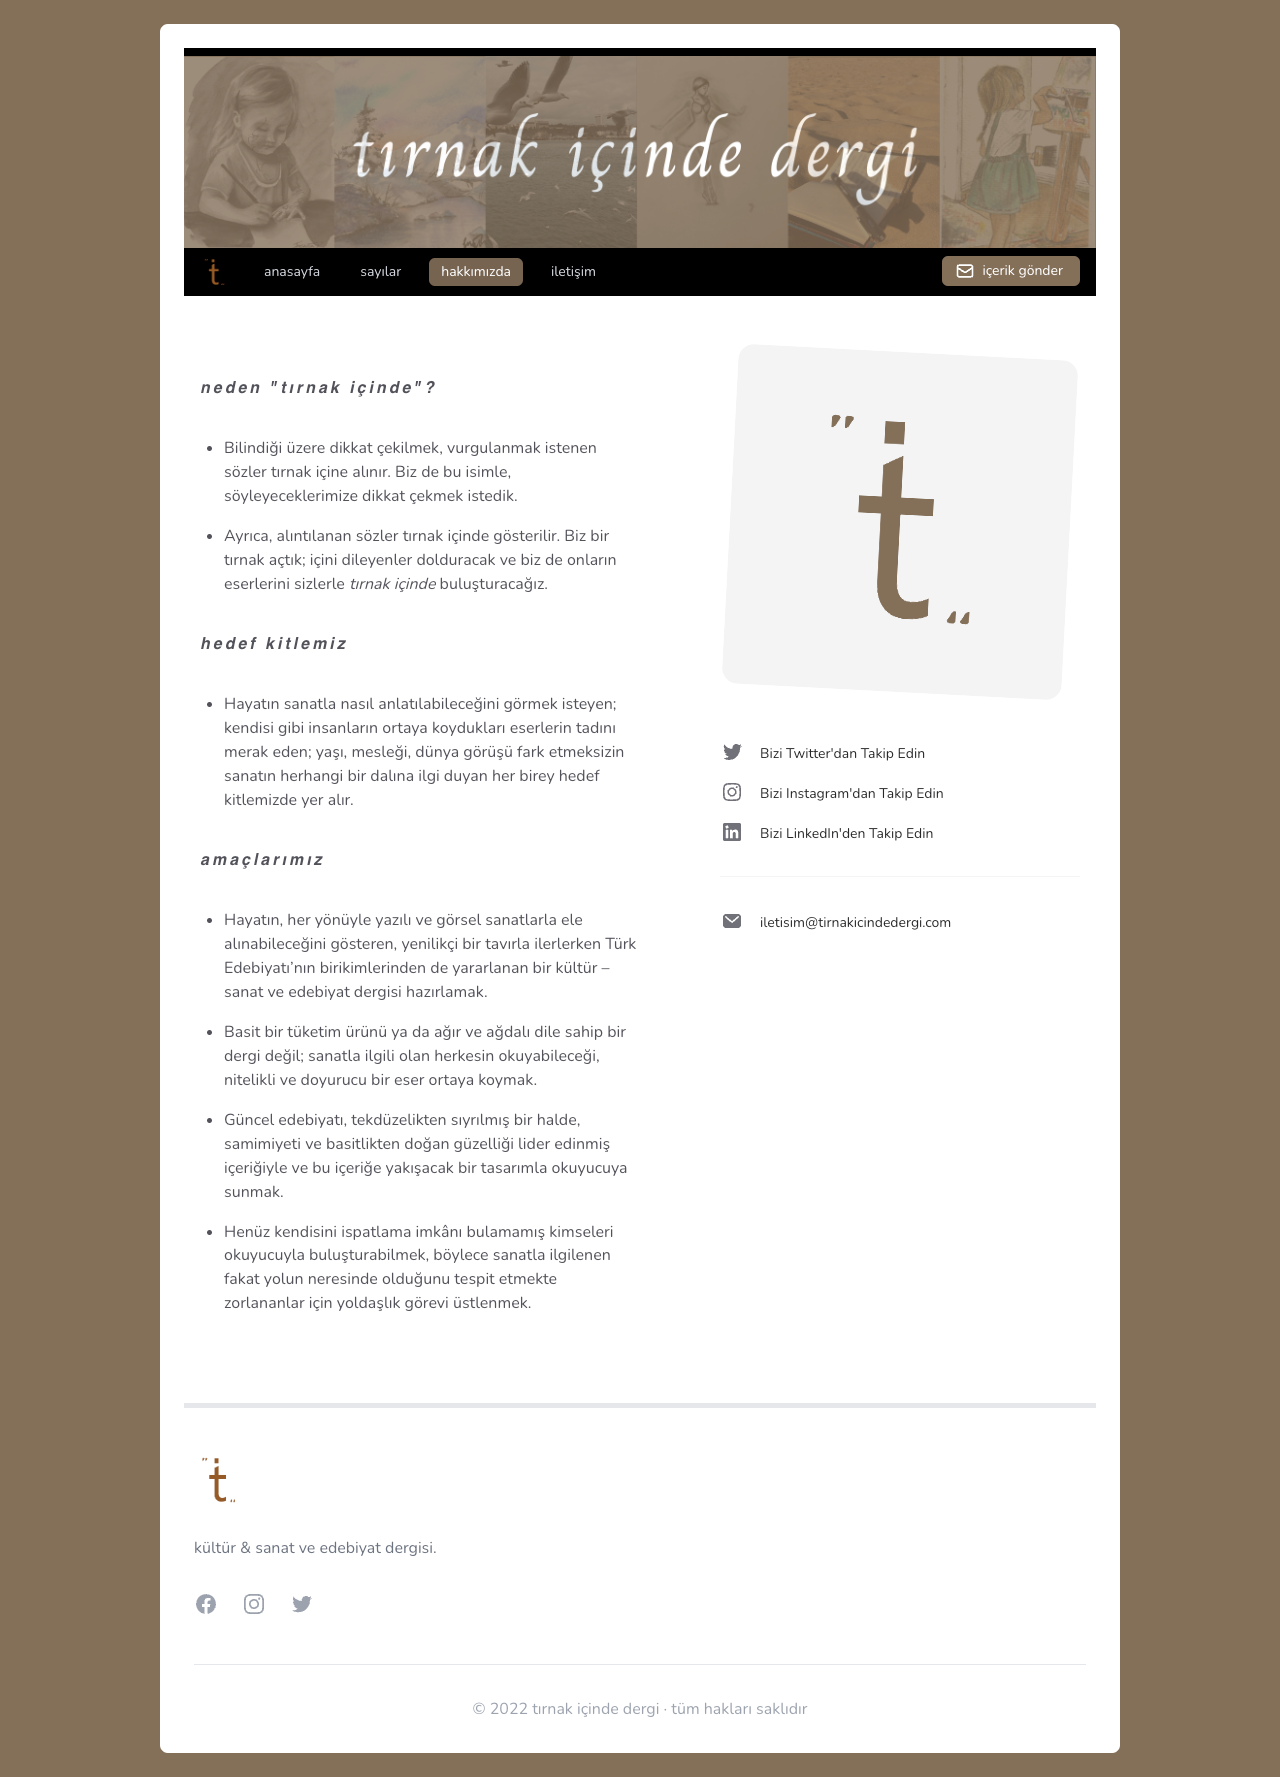 tırnak içinde dergi
"t„
anasayfa
sayılar
hakkımızda
iletişim
içerik gönder
neden "tırnak içinde"?
Bilindiği üzere dikkat çekilmek, vurgulanmak istenen
sözler tırnak içine alınır. Biz de bu isimle,
söyleyeceklerimize dikkat çekmek istedik.
Ayrıca, alıntılanan sözler tırnak içinde gösterilir. Biz bir
tırnak açtık; içini dileyenler dolduracak ve biz de onların
eserlerini sizlerle tırnak içinde buluşturacağız.
hedef kitlemiz
Hayatın sanatla nasıl anlatılabileceğini görmek isteyen;
kendisi gibi insanların ortaya koydukları eserlerin tadını
merak eden; yaşı, mesleği, dünya görüşü fark etmeksizin
sanatın herhangi bir dalına ilgi duyan her birey hedef
kitlemizde yer alır.
amaçlarımız
Hayatın, her yönüyle yazılı ve görsel sanatlarla ele
alınabileceğini gösteren, yenilikçi bir tavırla ilerlerken Türk
Edebiyatı’nın birikimlerinden de yararlanan bir kültür –
sanat ve edebiyat dergisi hazırlamak.
Basit bir tüketim ürünü ya da ağır ve ağdalı dile sahip bir
dergi değil; sanatla ilgili olan herkesin okuyabileceği,
nitelikli ve doyurucu bir eser ortaya koymak.
Güncel edebiyatı, tekdüzelikten sıyrılmış bir halde,
samimiyeti ve basitlikten doğan güzelliği lider edinmiş
içeriğiyle ve bu içeriğe yakışacak bir tasarımla okuyucuya
sunmak.
Henüz kendisini ispatlama imkânı bulamamış kimseleri
okuyucuyla buluşturabilmek, böylece sanatla ilgilenen
fakat yolun neresinde olduğunu tespit etmekte
zorlananlar için yoldaşlık görevi üstlenmek.
"t„
Bizi Twitter'dan Takip Edin
Bizi Instagram'dan Takip Edin
Bizi LinkedIn'den Takip Edin
iletisim@tirnakicindedergi.com
"t„
kültür & sanat ve edebiyat dergisi.
© 2022 tırnak içinde dergi · tüm hakları saklıdır